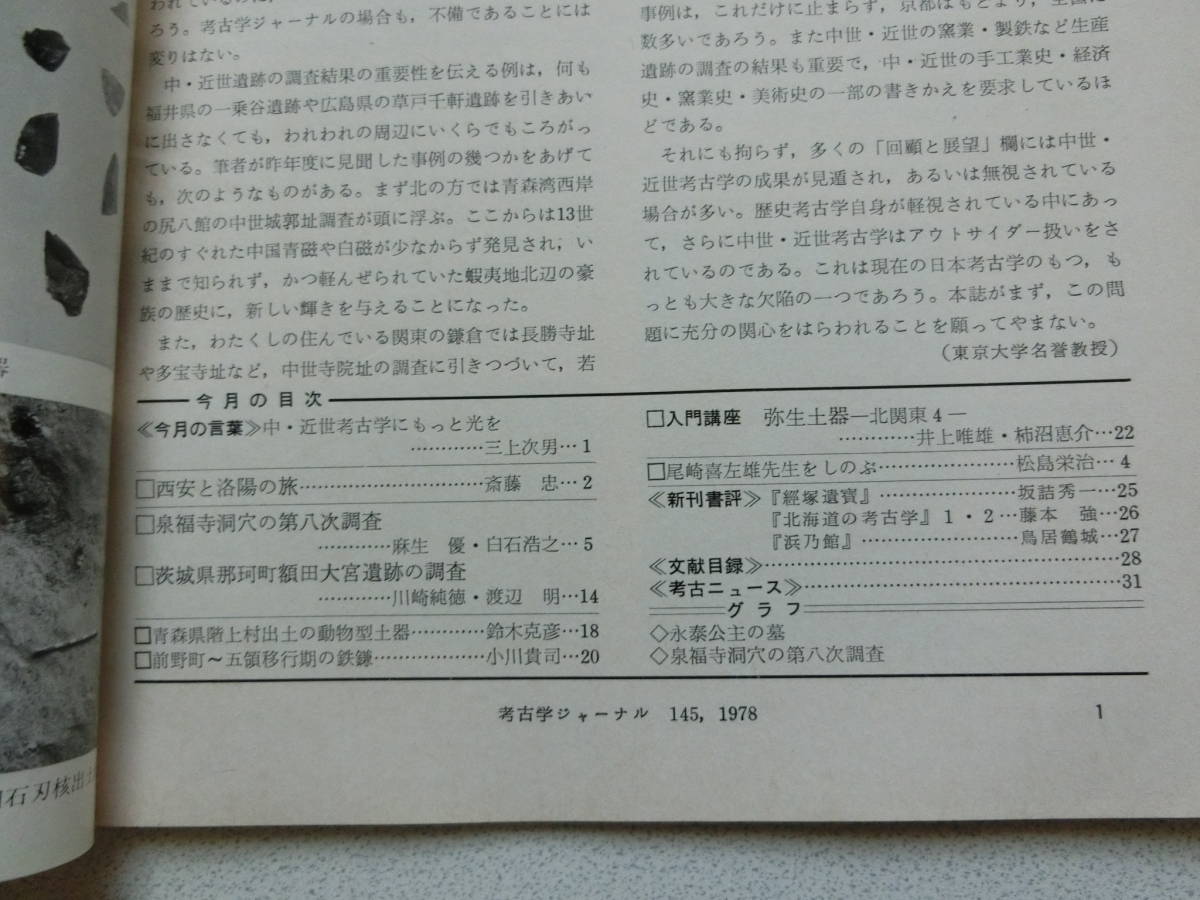 われているのに,
ろう。考古学ジャーナルの場合も, 不備であることには
変りはない。
中・近世遺跡の調査結果の重要性を伝える例は, 何も
福井県の一乗谷遺跡や広島県の草戸千軒遺跡を引きあい
に出さなくても, われわれの周辺にいくらでもころがっ
ている。筆者が昨年度に見聞した事例の幾つかをあげて
も, 次のようなものがある。まず北の方では青森湾西岸
の尻八館の中世城郭址調査が頭に浮ぶ。ここからは13世
紀のすぐれた中国青磁や白磁が少なからず発見され, い
ままで知られず, かつ軽んぜられていた蝦夷地北辺の豪
族の歴史に, 新しい輝きを与えることになった。
また, わたくしの住んでいる関東の鎌倉では長勝寺址
や多宝寺址など, 中世寺院址の調査に引きつづいて, 若
事例は, これだけに止まらず, 京都はもとより, 全国に
数多いであろう。また中世・近世の窯業・製鉄など生産
遺跡の調査の結果も重要で, 中・近世の手工業史・経済
史・窯業史・美術史の一部の書きかえを要求しているほ
どである。
それにも拘らず, 多くの「回顧と展望」欄には中世・
近世考古学の成果が見遁され, あるいは無視されている
場合が多い。歴史考古学自身が軽視されている中にあっ
て, さらに中世・近世考古学はアウトサイダー扱いをさ
れているのである。これは現在の日本考古学のもつ, も
っとも大きな欠陥の一つであろう。本誌がまず, この問
題に充分の関心をはらわれることを願ってやまない。
(東京大学名誉教授)
今月の目次
≪今月の言葉≫中・近世考古学にもっと光を
…………三上次男…1
□西安と洛陽の旅……………………斎藤 忠…2
□泉福寺洞穴の第八次調査
…………麻生 優・白石浩之…5
□茨城県那珂町額田大宮遺跡の調査
…………川崎純徳・渡辺 明…14
□青森県階上村出土の動物型土器…………鈴木克彦…18
□前野町～五領移行期の鉄鏃………………小川貴司…20
□入門講座 弥生土器―北関東4―
…………井上唯雄・柿沼恵介…22
□尾崎喜左雄先生をしのぶ…………………松島栄治…4
≪新刊書評≫『經塚遺寶』…………………坂詰秀一…25
『北海道の考古学』1・2…藤本 強…26
『浜乃館』……………………鳥居鶴城…27
≪文献目録≫……………………………………………28
≪考古ニュース≫………………………………………31
グラフ
◇永泰公主の墓
◇泉福寺洞穴の第八次調査
考古学ジャーナル 145, 1978
1
石刃核出土